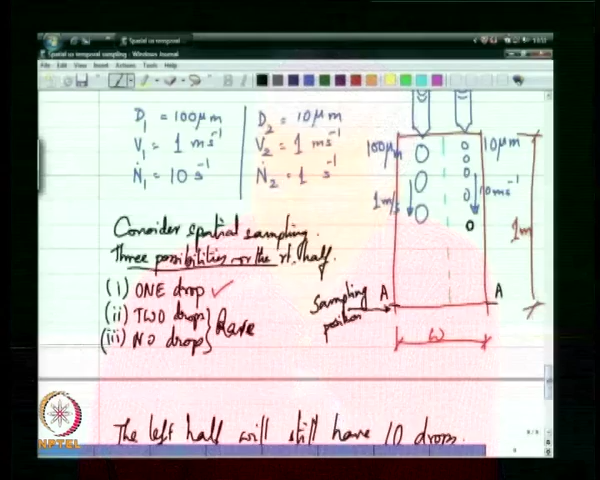 Spatial vs temporal sampling - Windows Journal
File Edit View Insert Actions Tools Help
D₁ = 100μm
V₁ = 1 ms⁻¹
Ṅ₁ = 10 s⁻¹
D₂ = 10μm
V₂ = 1 ms⁻¹
Ṅ₂ = 1 s⁻¹
100μm
10μm
1m/s
10ms⁻¹
1m
Consider spatial sampling.
Three possibilities on the rt. half.
(i) ONE drop ✓
(ii) TWO drops
(iii) NO drops
Rare
Sampling position
A
A
ω
The left half will still have 10 drops.
NPTEL